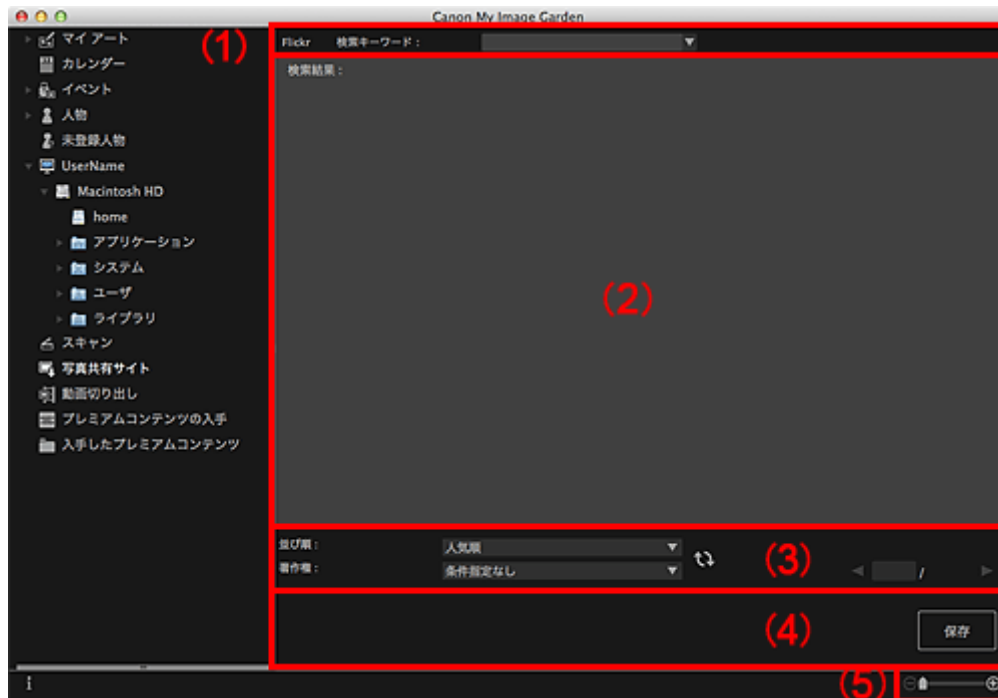 Canon My Image Garden
マイ アート
カレンダー
イベント
人物
未登録人物
UserName
Macintosh HD
home
アプリケーション
システム
ユーザ
ライブラリ
スキャン
写真共有サイト
動画切り出し
プレミアムコンテンツの入手
入手したプレミアムコンテンツ
(1)
Flickr 検索キーワード：
検索結果：
(2)
並び順： 人気順
著作権： 条件指定なし
(3)
/
(4)
保存
(5)